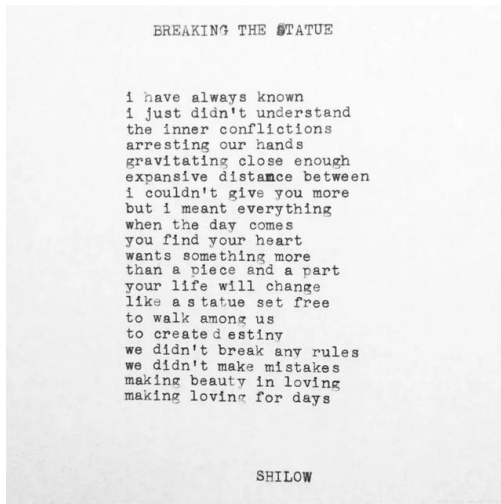 BREAKING THE STATUE
i have always known
i just didn't understand
the inner conflictions
arresting our hands
gravitating close enough
expansive distance between
i couldn't give you more
but i meant everything
when the day comes
you find your heart
wants something more
than a piece and a part
your life will change
like a statue set free
to walk among us
to created estiny
we didn't break any rules
we didn't make mistakes
making beauty in loving
making loving for days
SHILOW